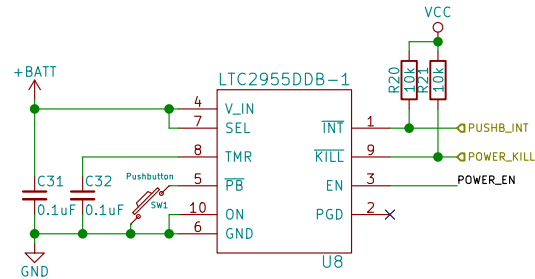 VCC
+BATT
LTC2955DDB-1
R20
10k
R21
10k
4
V_IN
7
SEL
INT
1
PUSHB_INT
8
TMR
KILL
9
POWER_KILL
Pushbutton
5
PB
EN
3
POWER_EN
C31
0.1uF
C32
0.1uF
SW1
10
ON
PGD
2
6
GND
U8
GND